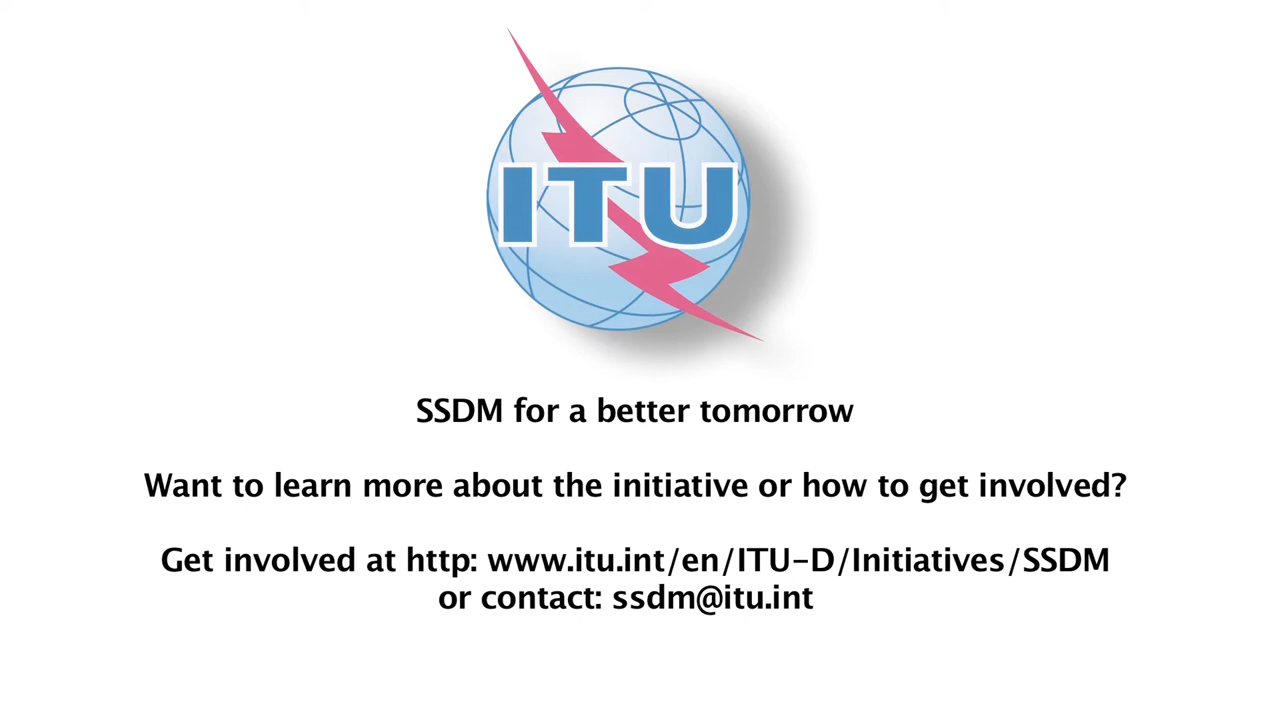 ITU
SSDM for a better tomorrow
Want to learn more about the initiative or how to get involved?
Get involved at http: www.itu.int/en/ITU-D/Initiatives/SSDM
or contact: ssdm@itu.int